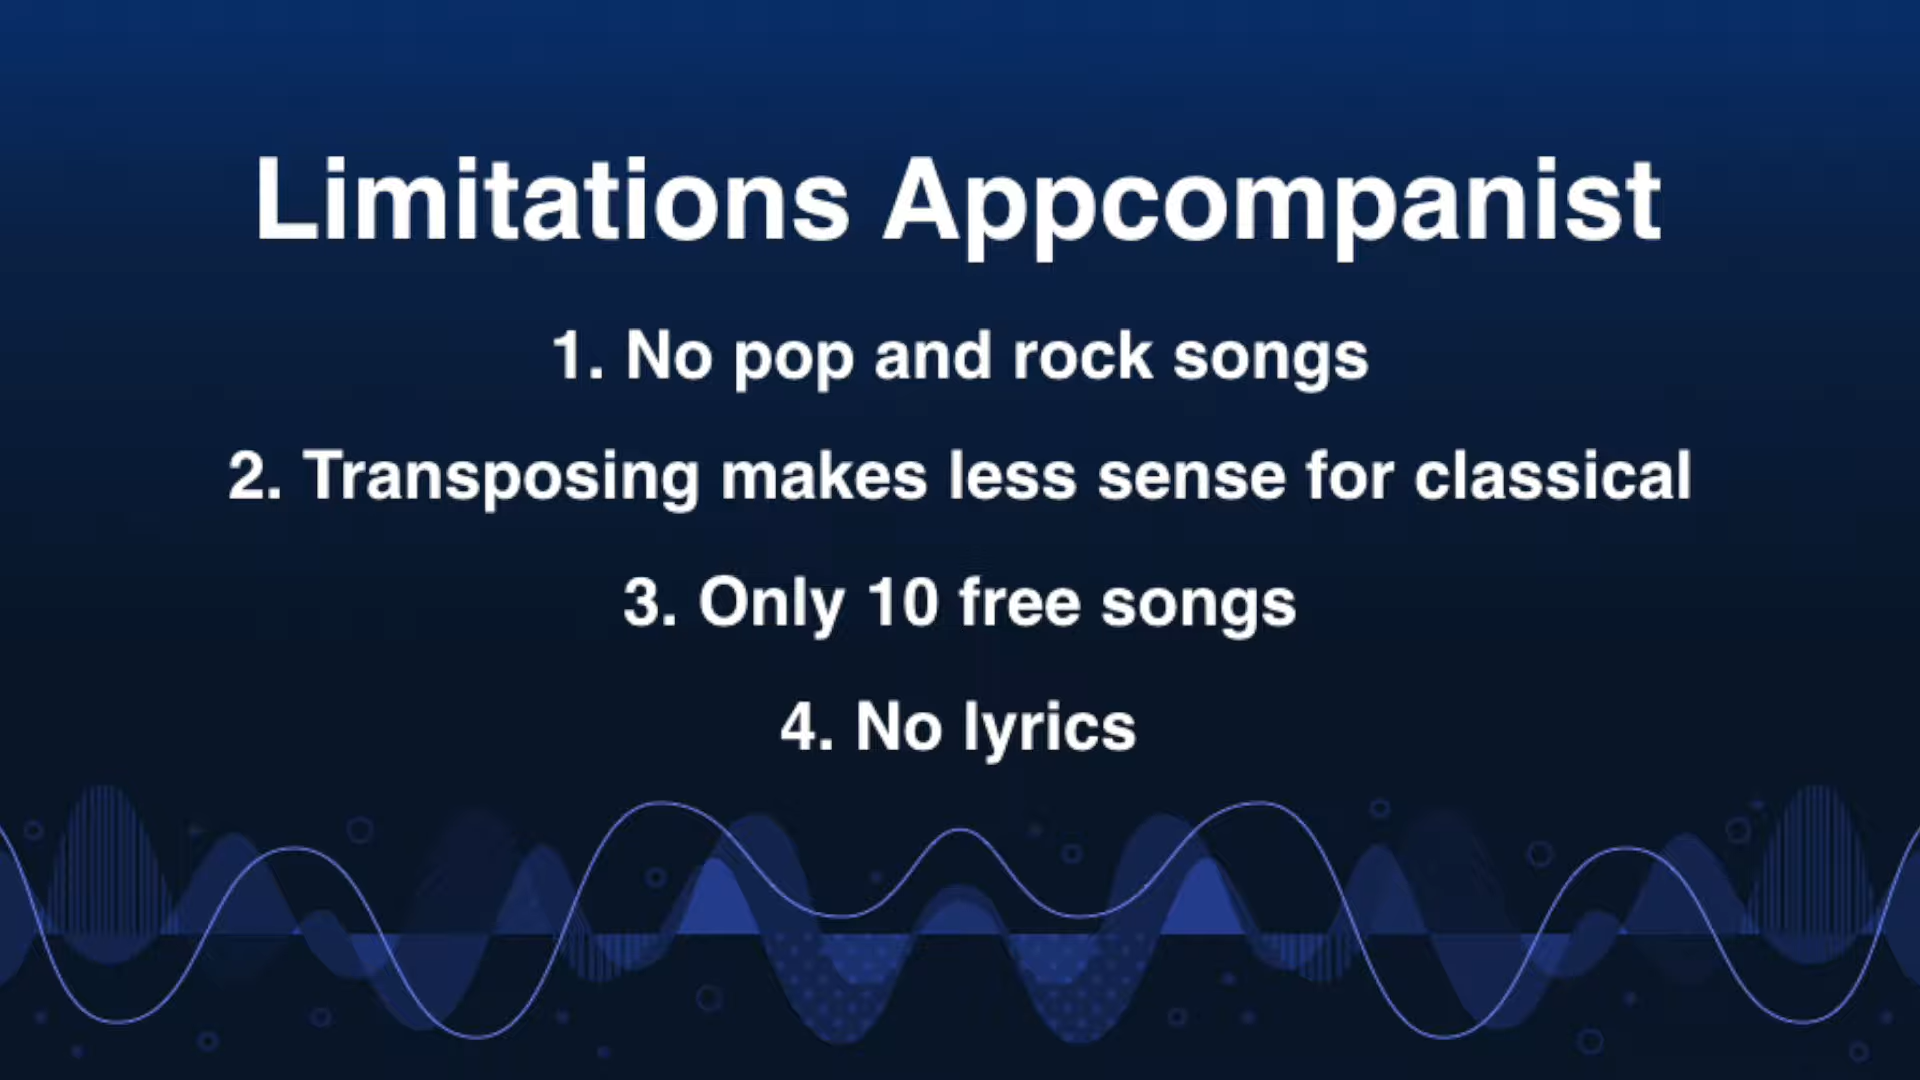 Limitations Appcompanist
1. No pop and rock songs
2. Transposing makes less sense for classical
3. Only 10 free songs
4. No lyrics